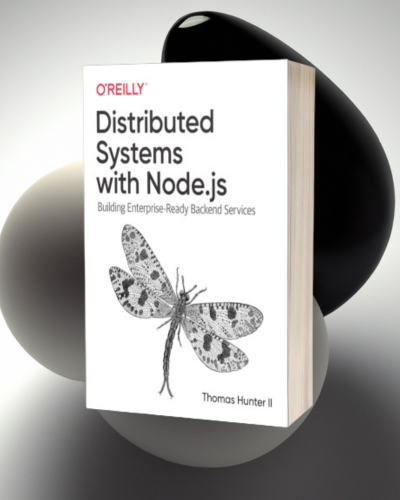 O'REILLY®
Distributed
Systems
with Node.js
Building Enterprise-Ready Backend Services
Thomas Hunter II